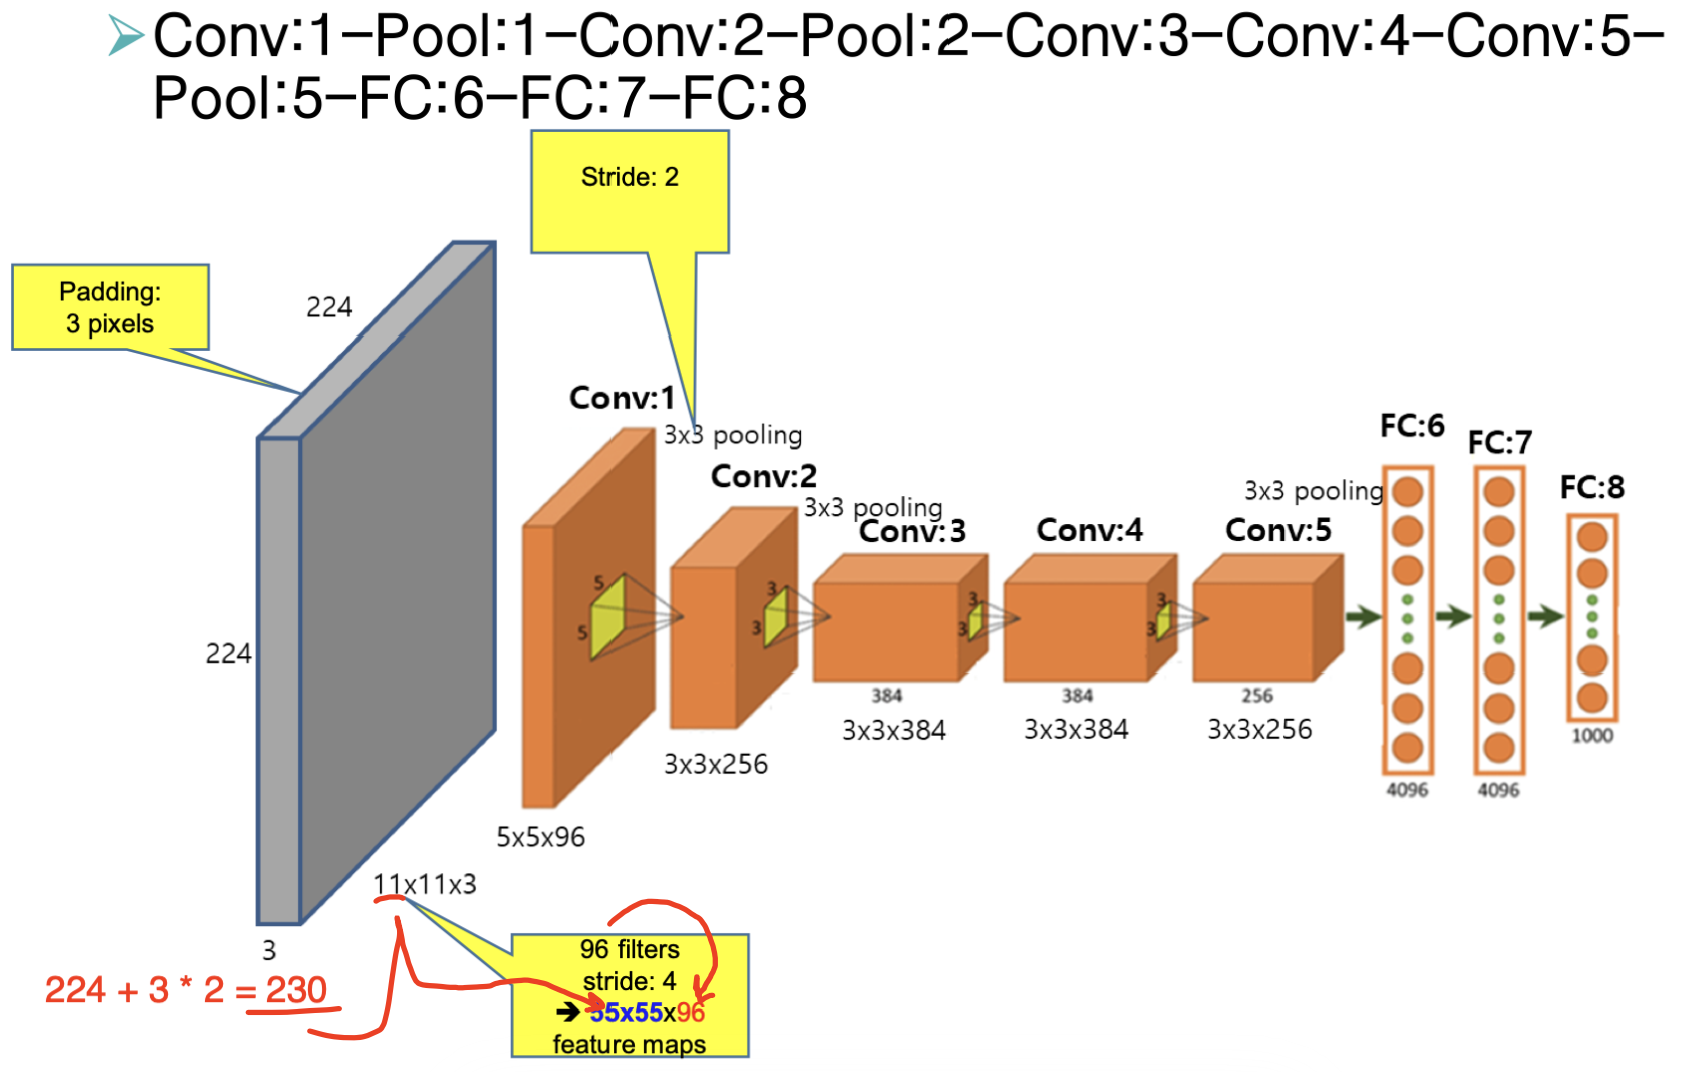 Conv:1–Pool:1–Conv:2–Pool:2–Conv:3–Conv:4–Conv:5–
Pool:5–FC:6–FC:7–FC:8
Stride: 2
Padding:
3 pixels
224
224
3
Conv:1
3x3 pooling
Conv:2
3x3 pooling
Conv:3
Conv:4
3x3 pooling
Conv:5
FC:6
FC:7
FC:8
5
5
3
3
3
3
3
3
384
384
256
3x3x384
3x3x384
3x3x256
3x3x256
5x5x96
11x11x3
4096
4096
1000
224 + 3 * 2 = 230
96 filters
stride: 4
➔ 55x55x96
feature maps